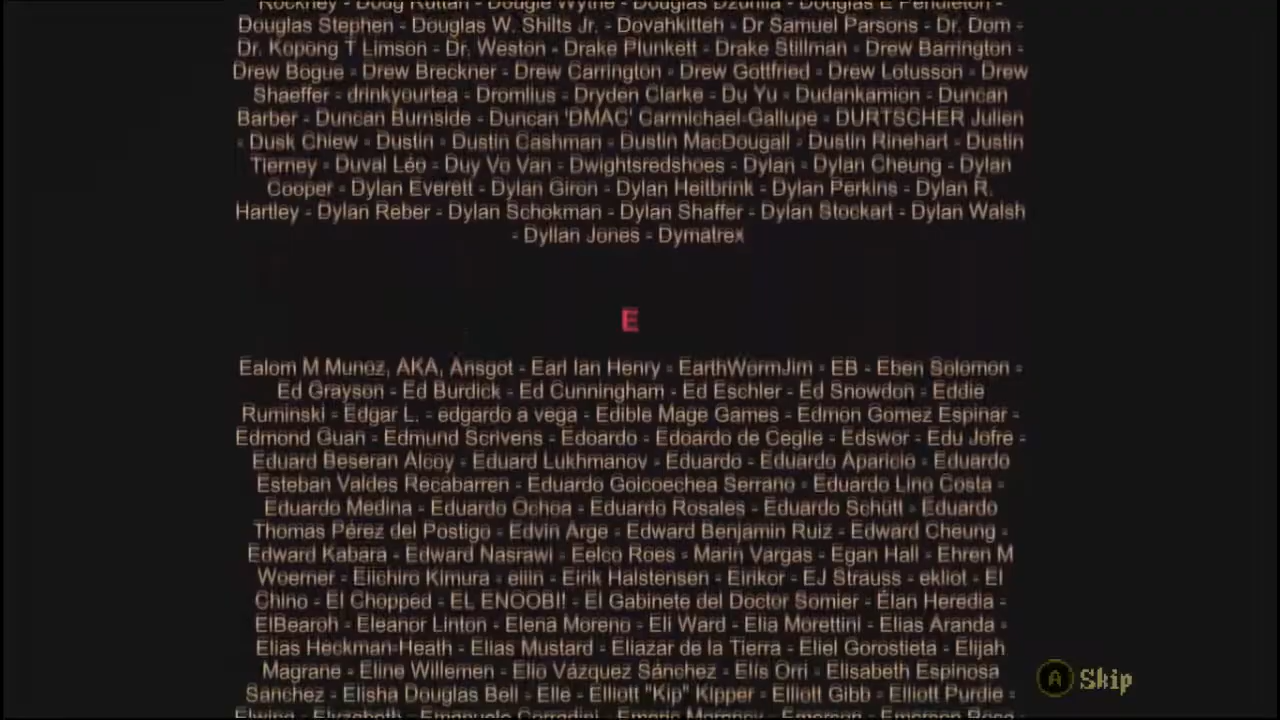 Rockney - Doug Ruttan - Dougie Wythe - Douglas Dzurilla - Douglas E Pendleton -
Douglas Stephen - Douglas W. Shilts Jr. - Dovahkitteh - Dr Samuel Parsons - Dr. Dom -
Dr. Kopong T Limson - Dr. Weston - Drake Plunkett - Drake Stillman - Drew Barrington -
Drew Bogue - Drew Breckner - Drew Carrington - Drew Gottfried - Drew Lotusson - Drew
Shaeffer - drinkyourtea - Dromlius - Dryden Clarke - Du Yu - Dudankamion - Duncan
Barber - Duncan Burnside - Duncan 'DMAC' Carmichael-Gallupe - DURTSCHER Julien
- Dusk Chiew - Dustin - Dustin Cashman - Dustin MacDougall - Dustin Rinehart - Dustin
Tierney - Duval Léo - Duy Vo Van - Dwightsredshoes - Dylan - Dylan Cheung - Dylan
Cooper - Dylan Everett - Dylan Giron - Dylan Heitbrink - Dylan Perkins - Dylan R.
Hartley - Dylan Reber - Dylan Schokman - Dylan Shaffer - Dylan Stockart - Dylan Walsh
- Dyllan Jones - Dymatrex
E
Ealom M Munoz, AKA, Ansgot - Earl Ian Henry - EarthWormJim - EB - Eben Solomon -
Ed Grayson - Ed Burdick - Ed Cunningham - Ed Eschler - Ed Snowdon - Eddie
Ruminski - Edgar L. - edgardo a vega - Edible Mage Games - Edmon Gomez Espinar -
Edmond Guan - Edmund Scrivens - Edoardo - Edoardo de Ceglie - Edswor - Edu Jofre -
Eduard Beseran Alcoy - Eduard Lukhmanov - Eduardo - Eduardo Aparicio - Eduardo
Esteban Valdes Recabarren - Eduardo Goicoechea Serrano - Eduardo Lino Costa -
Eduardo Medina - Eduardo Ochoa - Eduardo Rosales - Eduardo Schütt - Eduardo
Thomas Pérez del Postigo - Edvin Arge - Edward Benjamin Ruiz - Edward Cheung -
Edward Kabara - Edward Nasrawi - Eelco Roes - Marin Vargas - Egan Hall - Ehren M
Woerner - Eiichiro Kimura - eiiin - Eirik Halstensen - Eirikor - EJ Strauss - ekliot - El
Chino - El Chopped - EL ENOOBI! - El Gabinete del Doctor Somier - Élan Heredia -
ElBearoh - Eleanor Linton - Elena Moreno - Eli Ward - Elia Morettini - Elias Aranda -
Elias Heckman-Heath - Elias Mustard - Eliazar de la Tierra - Eliel Gorostieta - Elijah
Magrane - Eline Willemen - Elio Vázquez Sánchez - Elís Orri - Elisabeth Espinosa
Sánchez - Elisha Douglas Bell - Elle - Elliott "Kip" Kipper - Elliott Gibb - Elliott Purdie -
A Skip